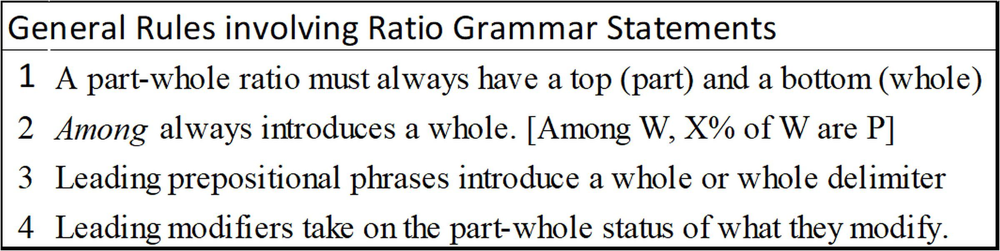 General Rules involving Ratio Grammar Statements
1 A part-whole ratio must always have a top (part) and a bottom (whole)
2 Among always introduces a whole. [Among W, X% of W are P]
3 Leading prepositional phrases introduce a whole or whole delimiter
4 Leading modifiers take on the part-whole status of what they modify.